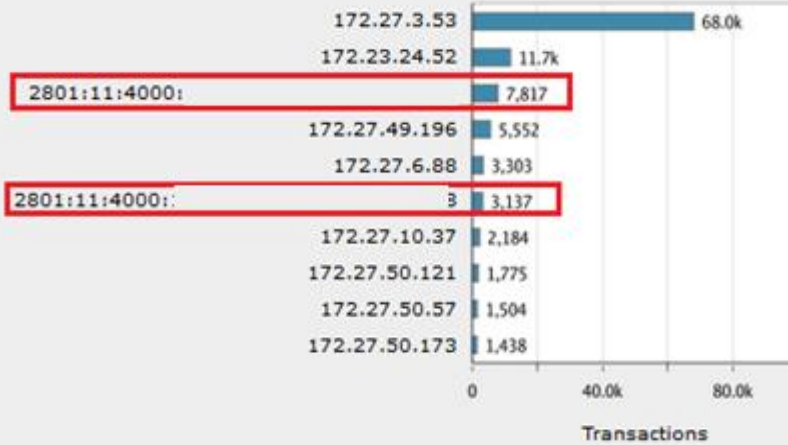 172.27.3.53 68.0k
172.23.24.52 11.7k
2801:11:4000: 7,817
172.27.49.196 5,552
172.27.6.88 3,303
2801:11:4000: 3,137
172.27.10.37 2,184
172.27.50.121 1,775
172.27.50.57 1,504
172.27.50.173 1,438
0 40.0k 80.0k
Transactions